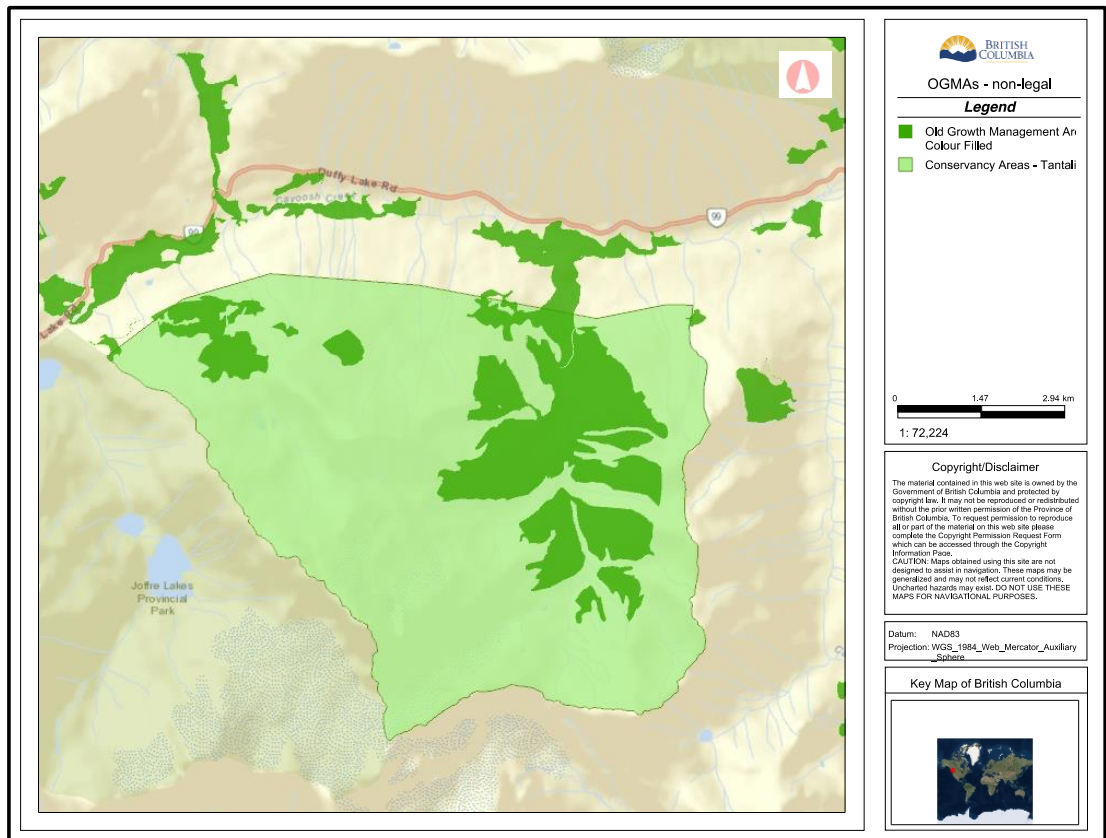 Duffy Lake Rd
Cayoosh Creek
99
99
99
Lake Rd
Joffre Lakes
Provincial
Park
BRITISH
COLUMBIA
OGMAs - non-legal
Legend
Old Growth Management Are
Colour Filled
Conservancy Areas - Tantali
0 1.47 2.94 km
1: 72,224
Copyright/Disclaimer
The material contained in this web site is owned by the
Government of British Columbia and protected by
copyright law. It may not be reproduced or redistributed
without the prior written permission of the Province of
British Columbia. To request permission to reproduce
all or part of the material on this web site please
complete the Copyright Permission Request Form
which can be accessed through the Copyright
Information Page.
CAUTION: Maps obtained using this site are not
designed to assist in navigation. These maps may be
generalized and may not reflect current conditions.
Uncharted hazards may exist. DO NOT USE THESE
MAPS FOR NAVIGATIONAL PURPOSES.
Datum: NAD83
Projection: WGS_1984_Web_Mercator_Auxiliary
_Sphere
Key Map of British Columbia